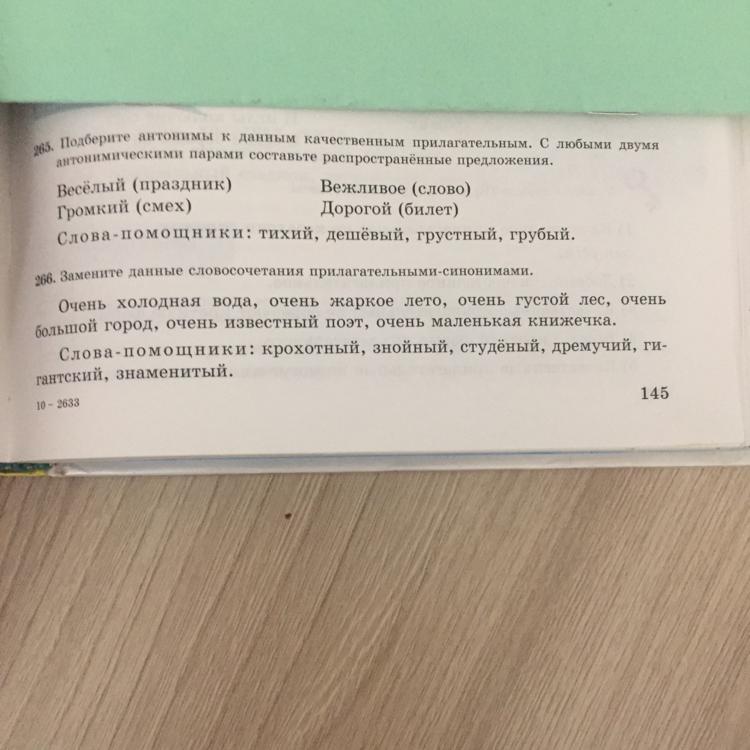 265. Подберите антонимы к данным качественным прилагательным. С любыми двумя
антонимическими парами составьте распространённые предложения.
Весёлый (праздник) Вежливое (слово)
Громкий (смех) Дорогой (билет)
Слова-помощники: тихий, дешёвый, грустный, грубый.
266. Замените данные словосочетания прилагательными-синонимами.
Очень холодная вода, очень жаркое лето, очень густой лес, очень
большой город, очень известный поэт, очень маленькая книжечка.
Слова-помощники: крохотный, знойный, студёный, дремучий, ги-
гантский, знаменитый.
10 – 2633 145